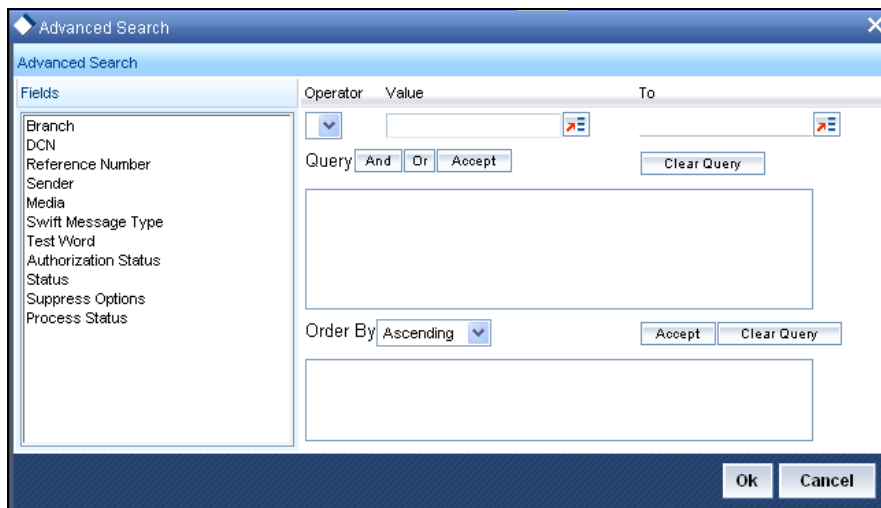 Advanced Search
Advanced Search
Fields
Operator Value To
Branch
DCN
Reference Number
Sender
Media
Swift Message Type
Test Word
Authorization Status
Status
Suppress Options
Process Status
Query And Or Accept Clear Query
Order By Ascending Accept Clear Query
Ok Cancel